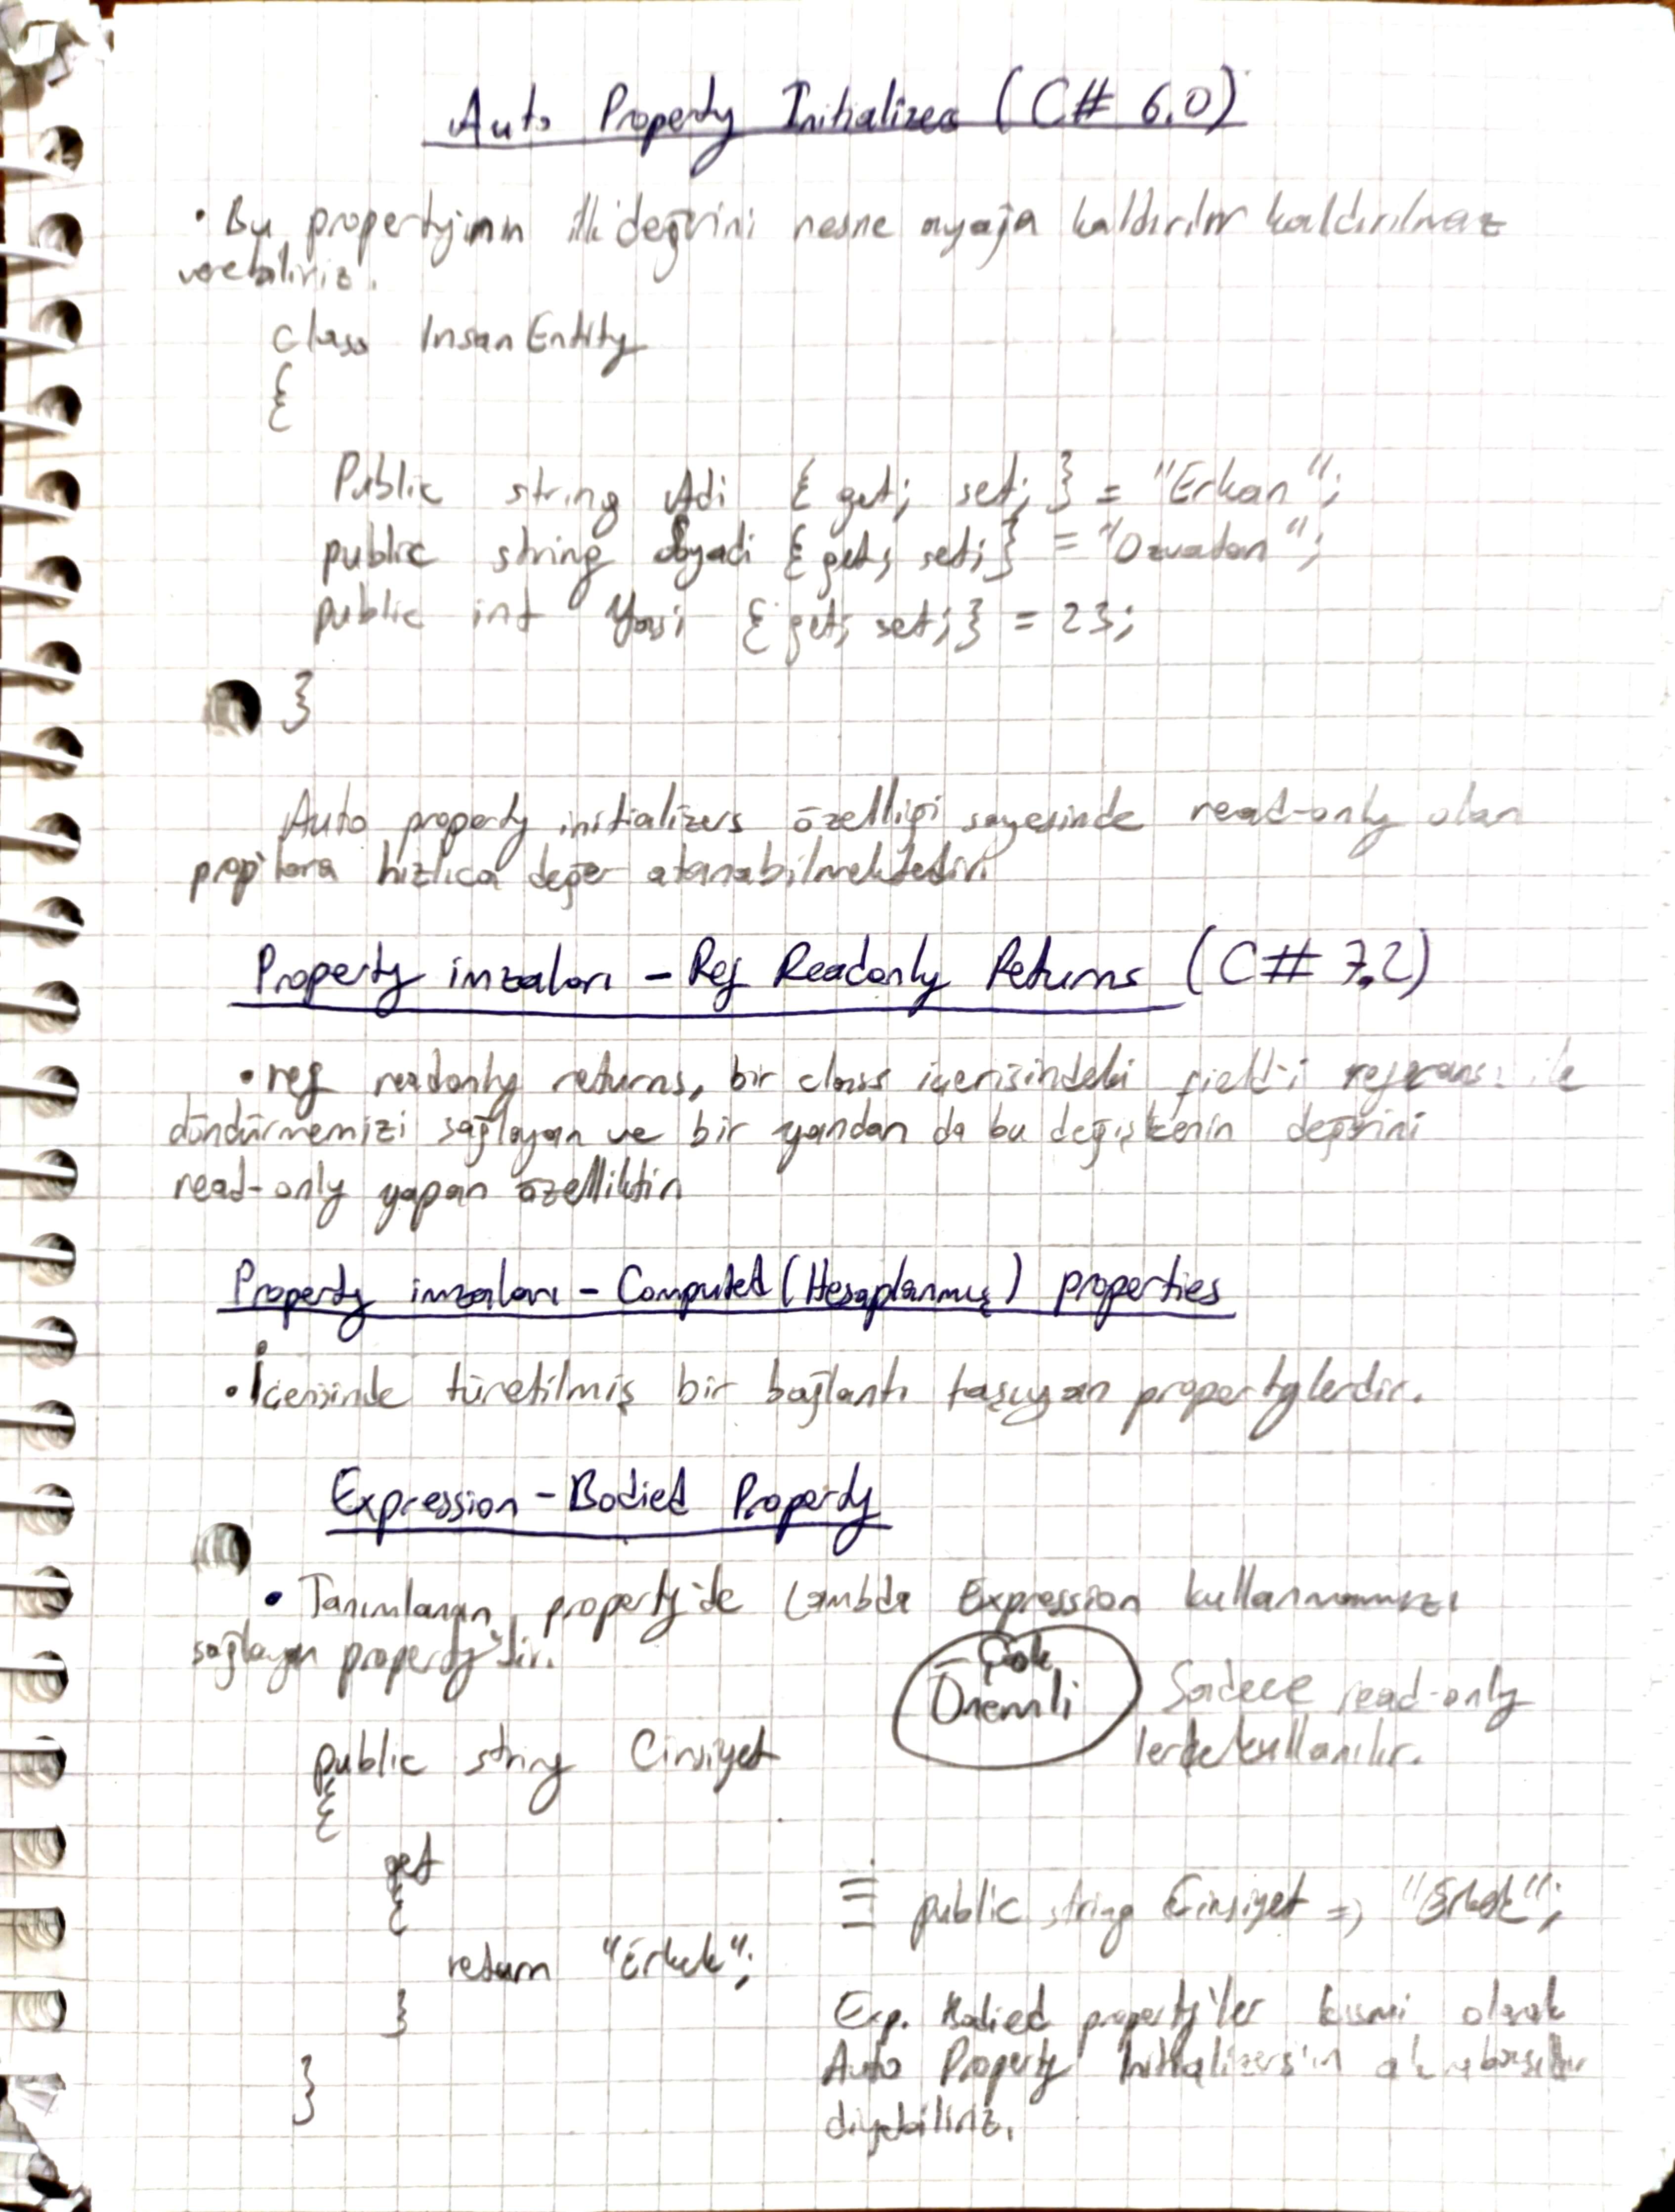 Auto Property Initializer (C# 6.0)
• Bu property'inin ilk değerini nesne ayağa kaldırılır kaldırılmaz
verebiliriz.
class InsanEntity
{
Public string Adi { get; set; } = "Erkan";
public string Soyadi { get; set; } = "Ozvatan";
public int Yasi { get; set; } = 23;
}
Auto property initializers özelliği sayesinde read-only olan
prop'lara hızlıca değer atanabilmektedir.
Property imzaları - Ref Readonly Returns (C# 7.2)
• ref readonly returns, bir class içerisindeki field'i referansı ile
döndürmemizi sağlayan ve bir yandan da bu değişkenin değerini
read-only yapan özelliktir
Property imzaları - Computed (Hesaplanmış) properties
• İçerisinde türetilmiş bir bağlantı taşıyan propertylerdir.
Expression - Bodied Property
• Tanımlanan property'de Lambda Expression kullanmamızı
sağlayan property'dir.
Çok
Önemli
Sadece read-only
lerde kullanılır.
public string Cinsiyet
{
get
{
return "Erkek";
}
}
≡ public string Cinsiyet => "Erkek";
Exp. Bodied property'ler kısmi olarak
Auto Property Initializers'ın akrabasıdır
diyebiliriz.